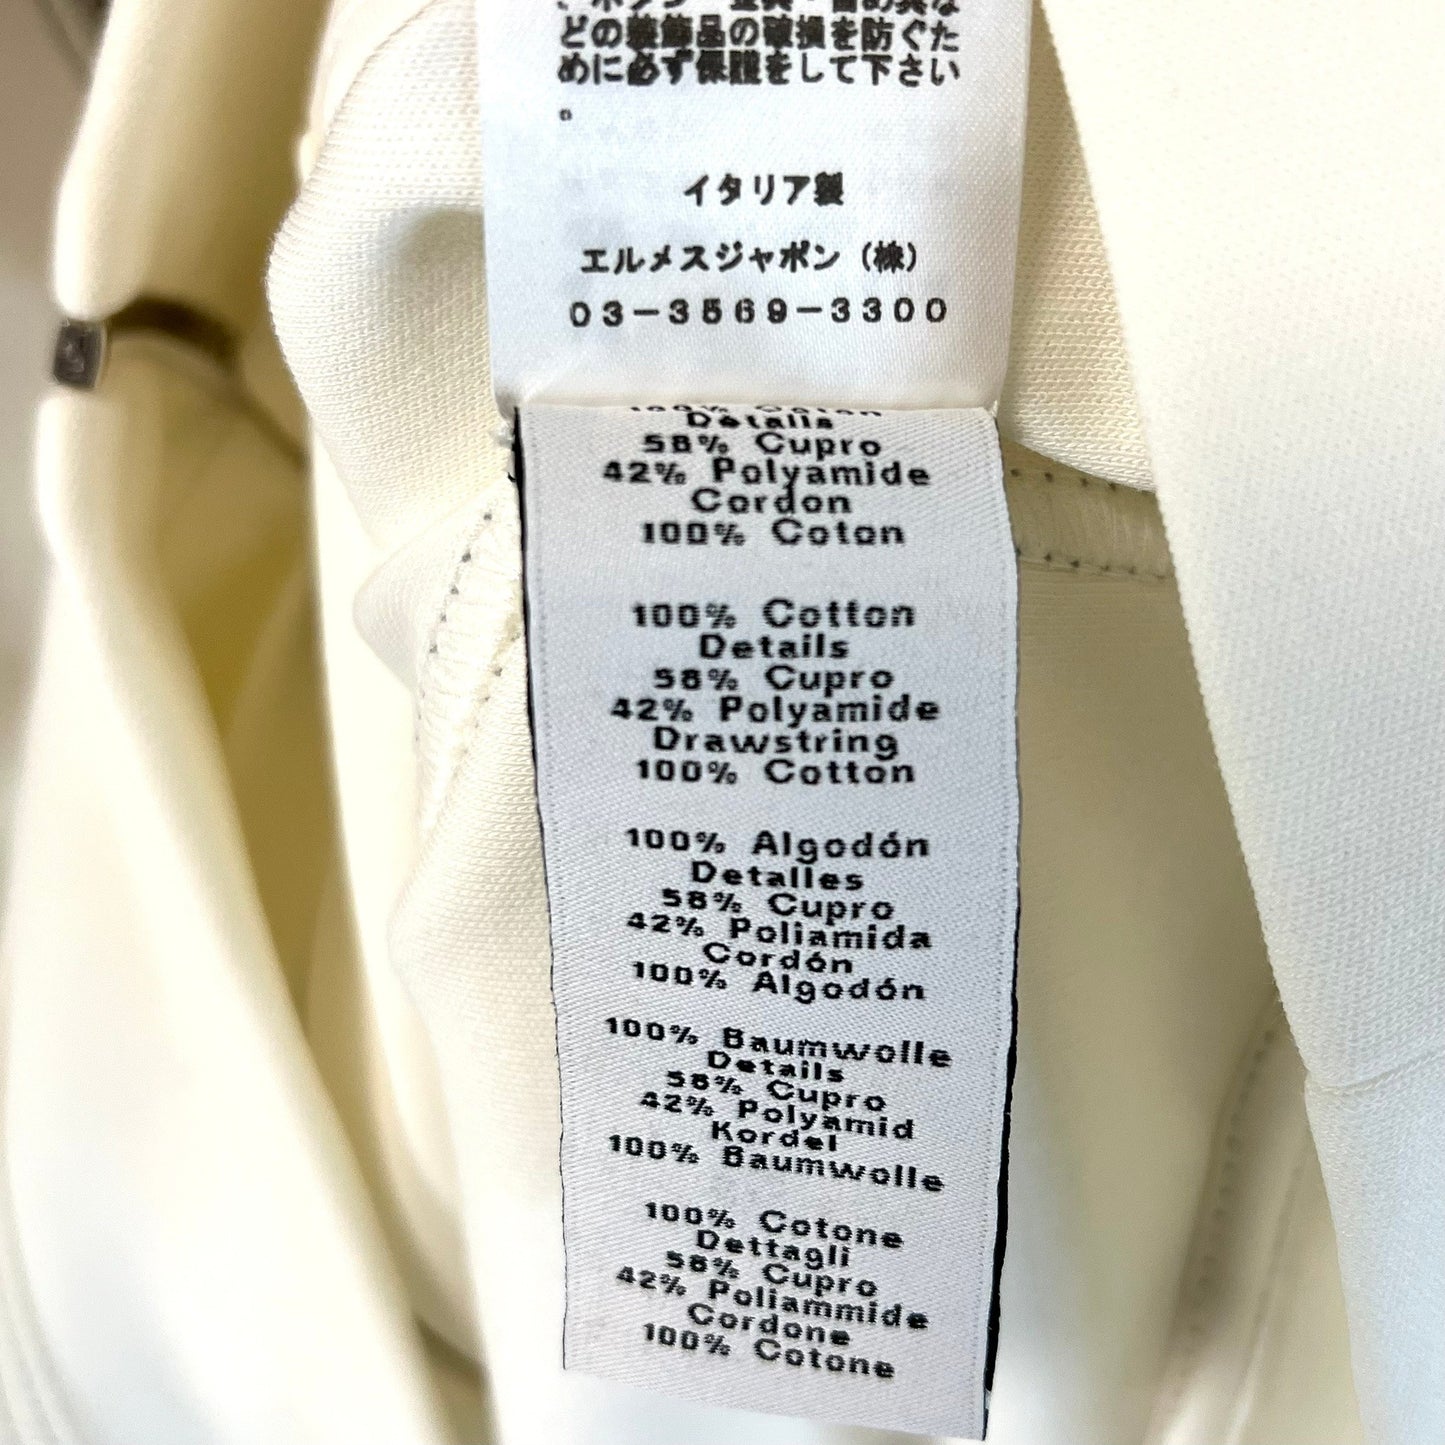 どの装飾品の破損を防ぐた
めに必ず保護をして下さい
。
イタリア製
エルメスジャポン（株）
03-3569-3300
100% Coton
Détails
58% Cupro
42% Polyamide
Cordon
100% Coton
100% Cotton
Details
58% Cupro
42% Polyamide
Drawstring
100% Cotton
100% Algodón
Detalles
58% Cupro
42% Poliamida
Cordón
100% Algodón
100% Baumwolle
Details
58% Cupro
42% Polyamid
Kordel
100% Baumwolle
100% Cotone
Dettagli
58% Cupro
42% Poliammide
Cordone
100% Cotone